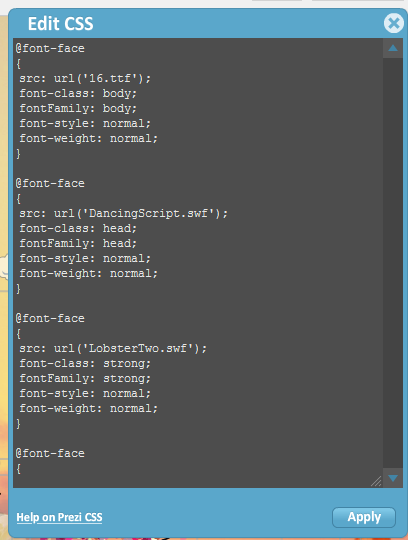 Edit CSS
@font-face
{
src: url('16.ttf');
font-class: body;
fontFamily: body;
font-style: normal;
font-weight: normal;
}
@font-face
{
src: url('DancingScript.swf');
font-class: head;
fontFamily: head;
font-style: normal;
font-weight: normal;
}
@font-face
{
src: url('LobsterTwo.swf');
font-class: strong;
fontFamily: strong;
font-style: normal;
font-weight: normal;
}
@font-face
{
Help on Prezi CSS
Apply